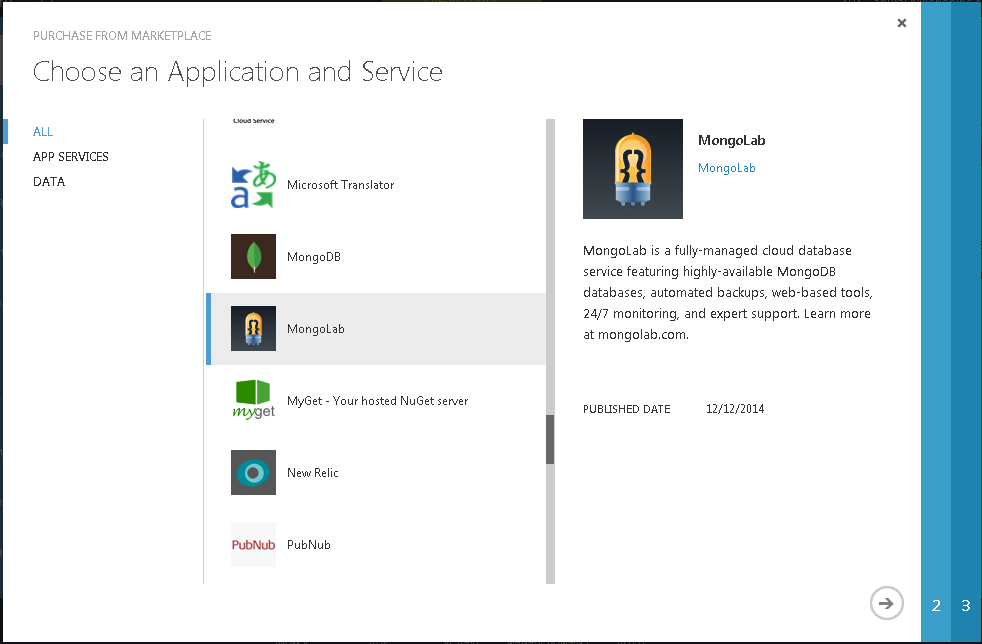 PURCHASE FROM MARKETPLACE
Choose an Application and Service
ALL
APP SERVICES
DATA
Cloud Service
Microsoft Translator
MongoDB
MongoLab
myget
MyGet - Your hosted NuGet server
New Relic
PubNub
PubNub
MongoLab
MongoLab
MongoLab is a fully-managed cloud database
service featuring highly-available MongoDB
databases, automated backups, web-based tools,
24/7 monitoring, and expert support. Learn more
at mongolab.com.
PUBLISHED DATE 12/12/2014
2 3